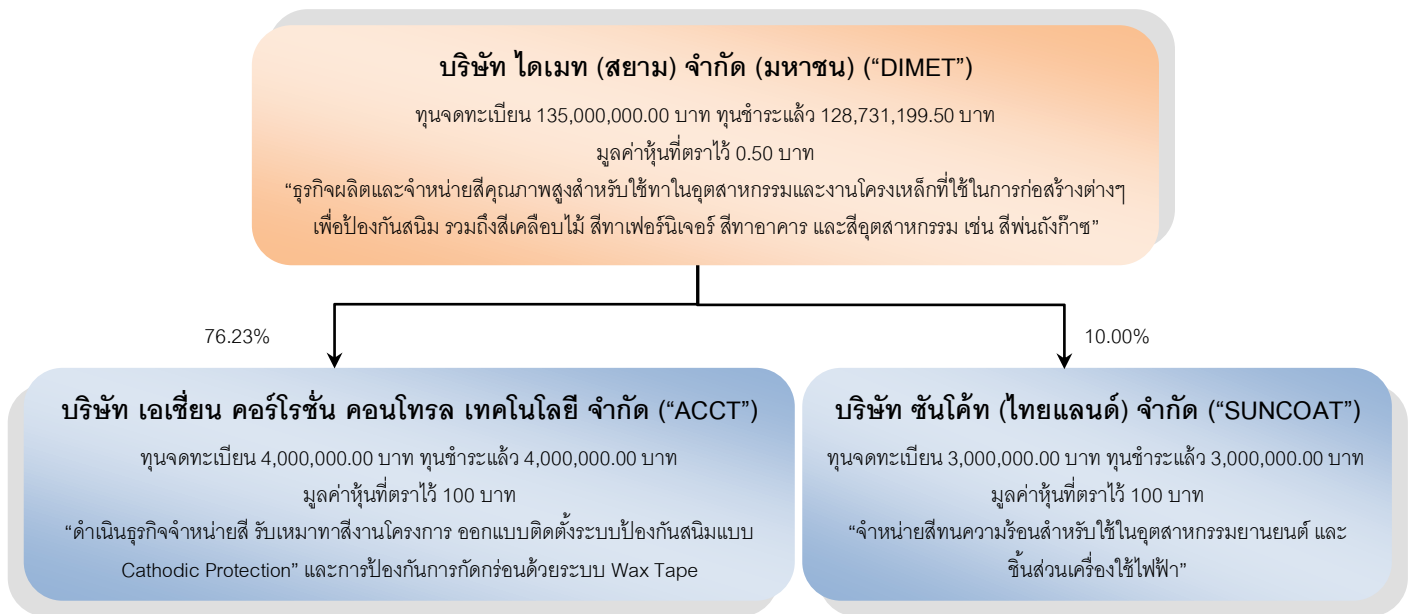 บริษัท ไดเมท (สยาม) จำกัด (มหาชน) (“DIMET”)
ทุนจดทะเบียน 135,000,000.00 บาท ทุนชำระแล้ว 128,731,199.50 บาท
มูลค่าหุ้นที่ตราไว้ 0.50 บาท
“ธุรกิจผลิตและจำหน่ายสีคุณภาพสูงสำหรับใช้ทาในอุตสาหกรรมและงานโครงเหล็กที่ใช้ในการก่อสร้างต่างๆ
เพื่อป้องกันสนิม รวมถึงสีเคลือบไม้ สีทาเฟอร์นิเจอร์ สีทาอาคาร และสีอุตสาหกรรม เช่น สีพ่นถังก๊าซ”
76.23%
10.00%
บริษัท เอเชี่ยน คอร์โรชั่น คอนโทรล เทคโนโลยี จำกัด (“ACCT”)
ทุนจดทะเบียน 4,000,000.00 บาท ทุนชำระแล้ว 4,000,000.00 บาท
มูลค่าหุ้นที่ตราไว้ 100 บาท
“ดำเนินธุรกิจจำหน่ายสี รับเหมาทาสีงานโครงการ ออกแบบติดตั้งระบบป้องกันสนิมแบบ
Cathodic Protection” และการป้องกันการกัดกร่อนด้วยระบบ Wax Tape
บริษัท ซันโค้ท (ไทยแลนด์) จำกัด (“SUNCOAT”)
ทุนจดทะเบียน 3,000,000.00 บาท ทุนชำระแล้ว 3,000,000.00 บาท
มูลค่าหุ้นที่ตราไว้ 100 บาท
“จำหน่ายสีทนความร้อนสำหรับใช้ในอุตสาหกรรมยานยนต์ และ
ชิ้นส่วนเครื่องใช้ไฟฟ้า”